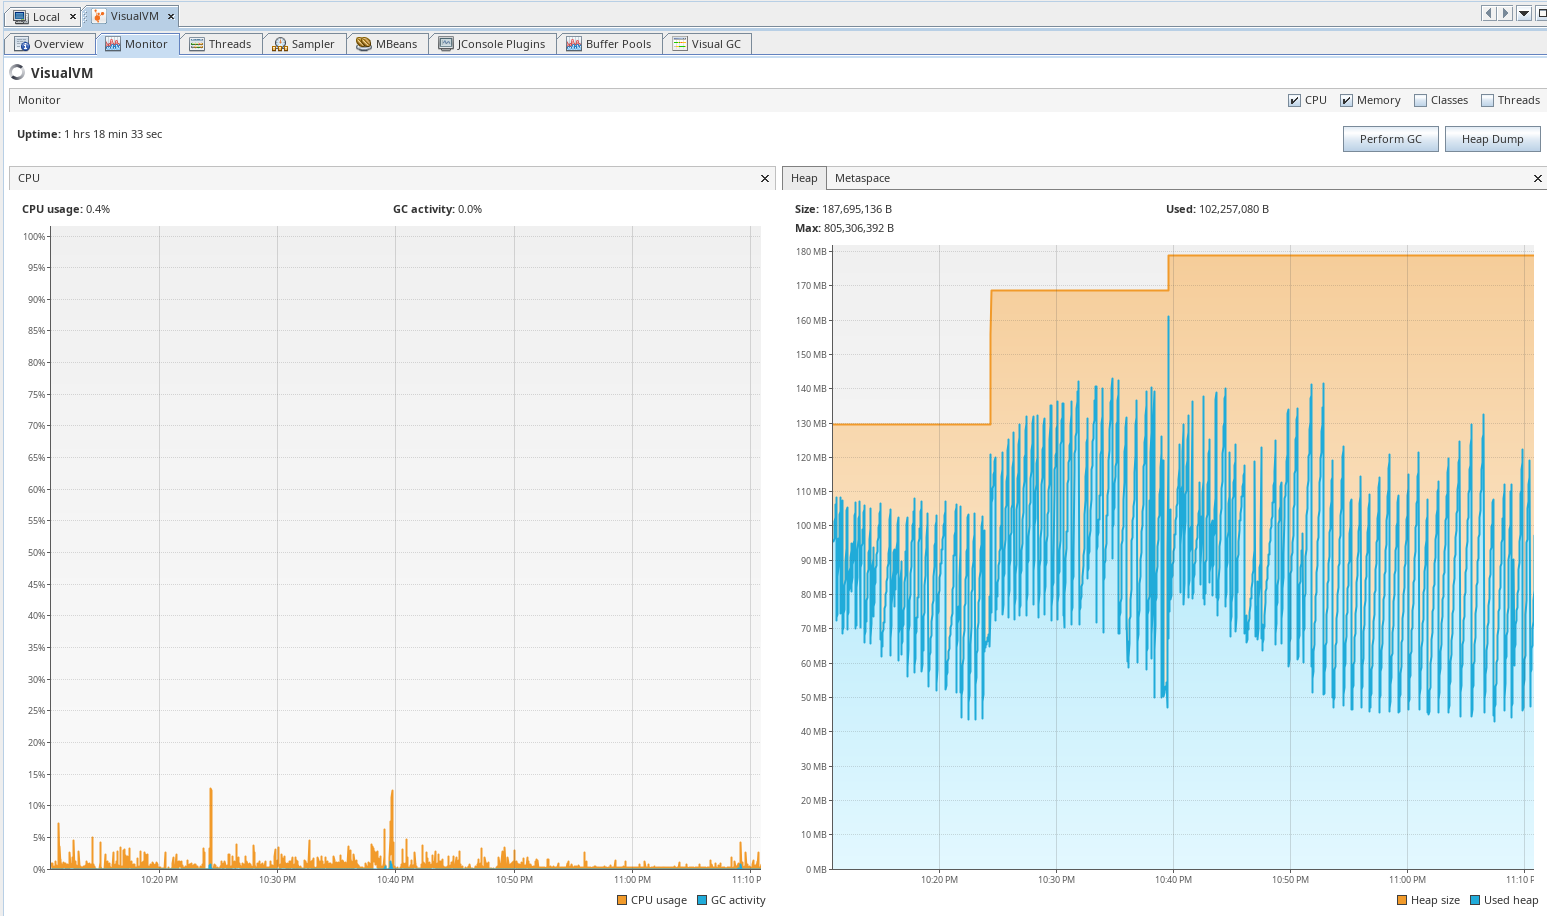 Local × VisualVM ×
Overview Monitor Threads Sampler MBeans JConsole Plugins Buffer Pools Visual GC
VisualVM
Monitor CPU Memory Classes Threads
Uptime: 1 hrs 18 min 33 sec
Perform GC Heap Dump
CPU ×
CPU usage: 0.4% GC activity: 0.0%
100%
95%
90%
85%
80%
75%
70%
65%
60%
55%
50%
45%
40%
35%
30%
25%
20%
15%
10%
5%
0%
10:20 PM 10:30 PM 10:40 PM 10:50 PM 11:00 PM 11:10 P
CPU usage GC activity
Heap Metaspace ×
Size: 187,695,136 B Used: 102,257,080 B
Max: 805,306,392 B
180 MB
170 MB
160 MB
150 MB
140 MB
130 MB
120 MB
110 MB
100 MB
90 MB
80 MB
70 MB
60 MB
50 MB
40 MB
30 MB
20 MB
10 MB
0 MB
10:20 PM 10:30 PM 10:40 PM 10:50 PM 11:00 PM 11:10 P
Heap size Used heap